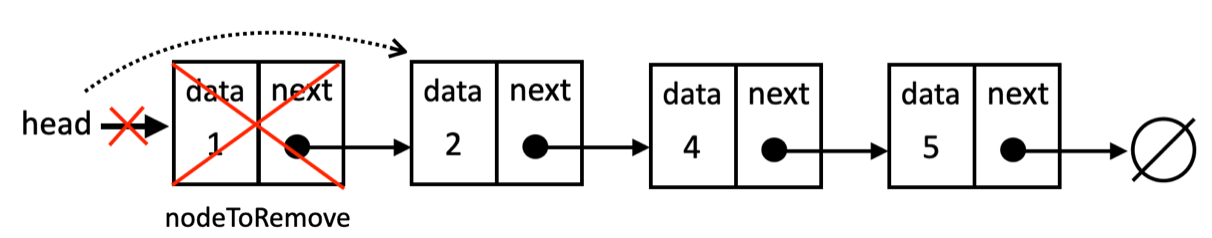 head
data next
1
data next
2
data next
4
data next
5
nodeToRemove